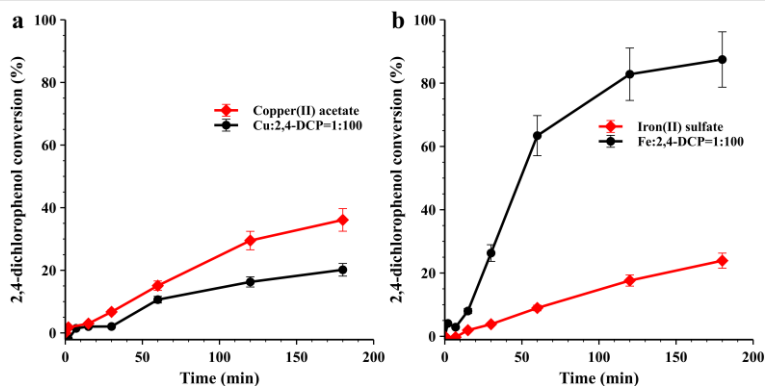 a
100
80
60
40
20
0
2,4-dichlorophenol conversion (%)
Copper(II) acetate
Cu:2,4-DCP=1:100
0 50 100 150 200
Time (min)
b
100
80
60
40
20
0
2,4-dichlorophenol conversion (%)
Iron(II) sulfate
Fe:2,4-DCP=1:100
0 50 100 150 200
Time (min)